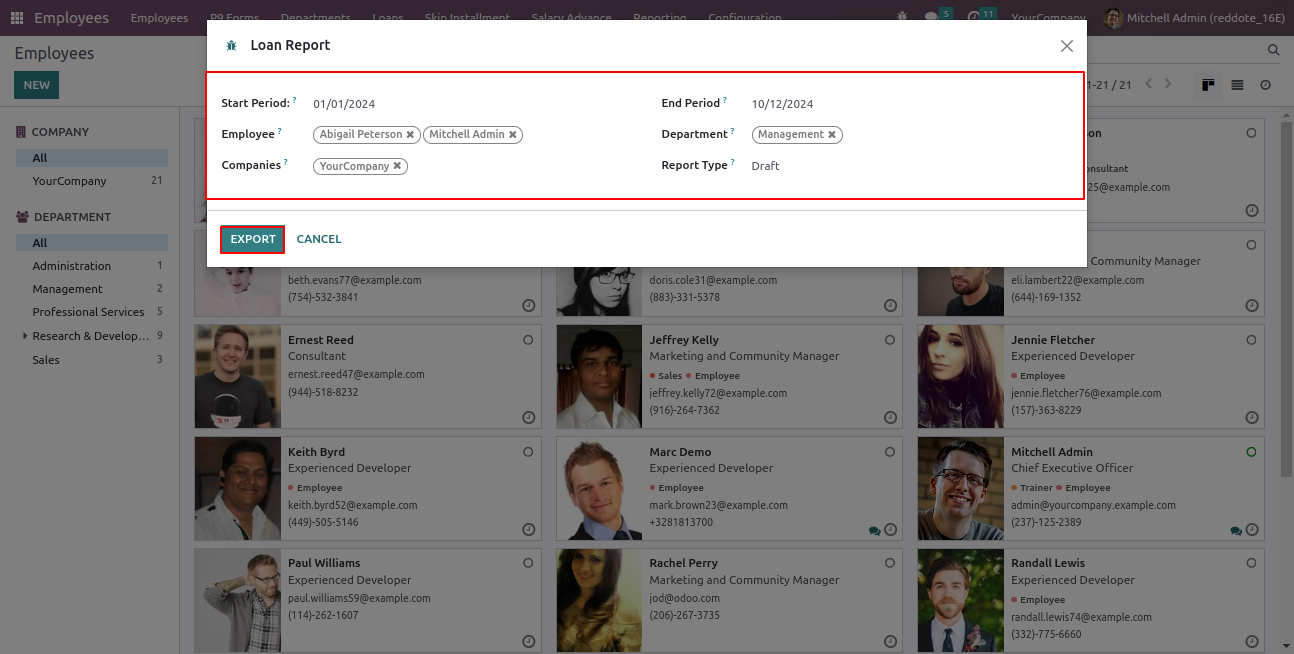 Employees Employees P9 Forms Departments Loans Skip Installment Salary Advance Reporting Configuration 5 11 YourCompany Mitchell Admin (reddote_16E)
Employees
NEW
1-21 / 21
Loan Report
Start Period: ? 01/01/2024 End Period ? 10/12/2024
Employee ? Abigail Peterson ✖ Mitchell Admin ✖ Department ? Management ✖
Companies ? YourCompany ✖ Report Type ? Draft
EXPORT CANCEL
COMPANY
All
YourCompany 21
DEPARTMENT
All
Administration 1
Management 2
Professional Services 5
Research & Develop... 9
Sales 3
on
onsultant
25@example.com
beth.evans77@example.com
(754)-532-3841
doris.cole31@example.com
(883)-331-5378
Community Manager
eli.lambert22@example.com
(644)-169-1352
Ernest Reed
Consultant
ernest.reed47@example.com
(944)-518-8232
Jeffrey Kelly
Marketing and Community Manager
Sales Employee
jeffrey.kelly72@example.com
(916)-264-7362
Jennie Fletcher
Experienced Developer
Employee
jennie.fletcher76@example.com
(157)-363-8229
Keith Byrd
Experienced Developer
Employee
keith.byrd52@example.com
(449)-505-5146
Marc Demo
Experienced Developer
Employee
mark.brown23@example.com
+3281813700
Mitchell Admin
Chief Executive Officer
Trainer Employee
admin@yourcompany.example.com
(237)-125-2389
Paul Williams
Experienced Developer
paul.williams59@example.com
(114)-262-1607
Rachel Perry
Marketing and Community Manager
jod@odoo.com
(206)-267-3735
Randall Lewis
Experienced Developer
Employee
randall.lewis74@example.com
(332)-775-6660